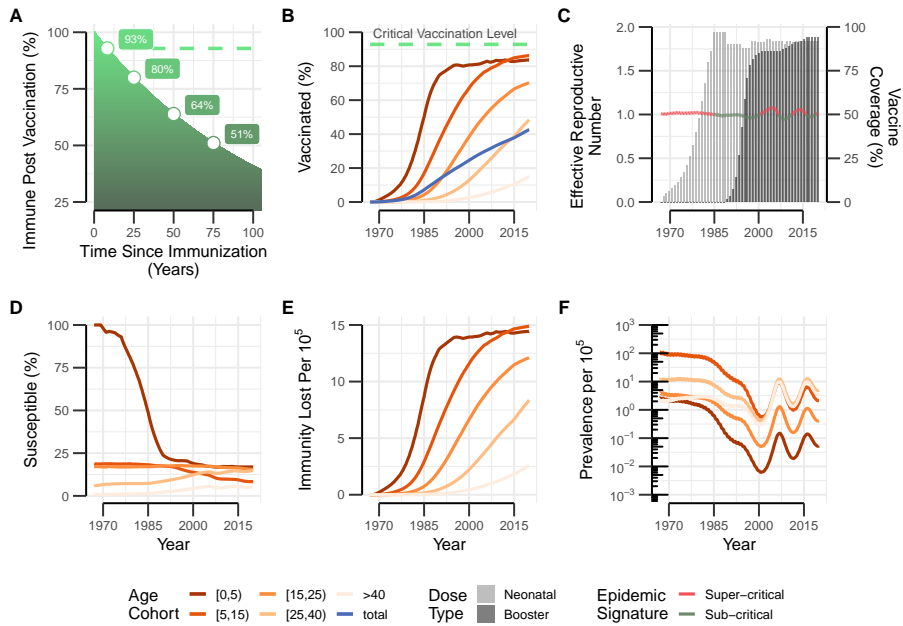 A
Immune Post Vaccination (%)
100
75
50
25
93%
80%
64%
51%
0
25
50
75
100
Time Since Immunization
(Years)
B
Vaccinated (%)
100
80
60
40
20
0
Critical Vaccination Level
1970
1985
2000
2015
C
Effective Reproductive
Number
2.0
1.5
1.0
0.5
0.0
100
75
50
25
0
Vaccine
Coverage (%)
1970
1985
2000
2015
D
Susceptible (%)
100
75
50
25
0
1970
1985
2000
2015
Year
E
Immunity Lost Per 10⁵
15
10
5
0
1970
1985
2000
2015
Year
F
Prevalence per 10⁵
10³
10²
10¹
10⁰
10⁻¹
10⁻²
10⁻³
1970
1985
2000
2015
Year
Age
Cohort
[0,5)
[5,15)
[15,25)
[25,40)
>40
total
Dose
Type
Neonatal
Booster
Epidemic
Signature
Super−critical
Sub−critical